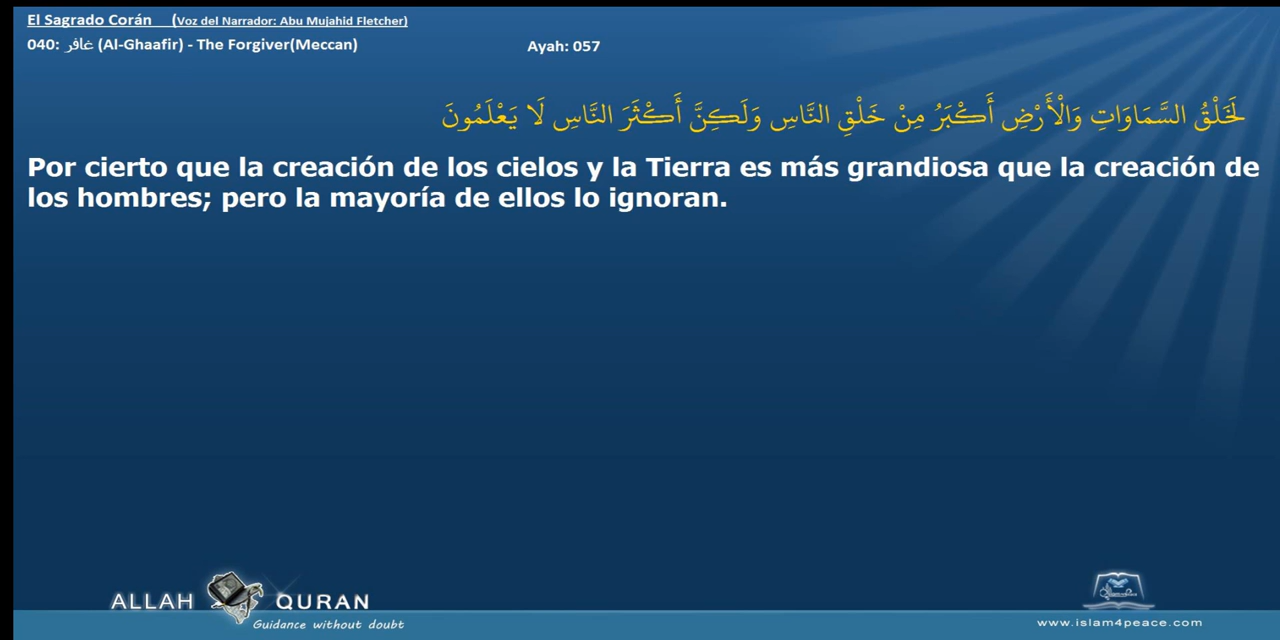 El Sagrado Corán (Voz del Narrador: Abu Mujahid Fletcher)
040: غافر (Al-Ghaafir) - The Forgiver(Meccan)
Ayah: 057
لَخَلْقُ السَّمَاوَاتِ وَالْأَرْضِ أَكْبَرُ مِنْ خَلْقِ النَّاسِ وَلَكِنَّ أَكْثَرَ النَّاسِ لَا يَعْلَمُونَ
Por cierto que la creación de los cielos y la Tierra es más grandiosa que la creación de
los hombres; pero la mayoría de ellos lo ignoran.
ALLAH QURAN
Guidance without doubt
www.islam4peace.com